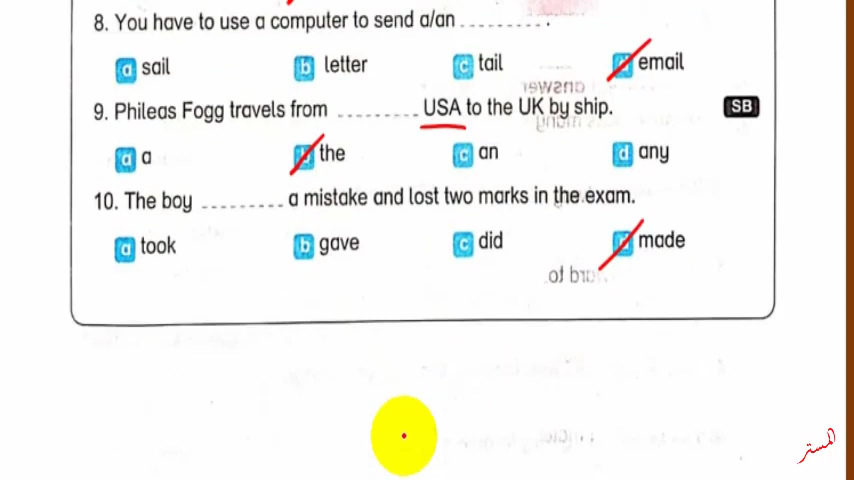 8. You have to use a computer to send a/an .........
a sail b letter c tail d email
9. Phileas Fogg travels from ......... USA to the UK by ship. SB
a a b the c an d any
10. The boy ......... a mistake and lost two marks in the exam.
a took b gave c did d made
المستر